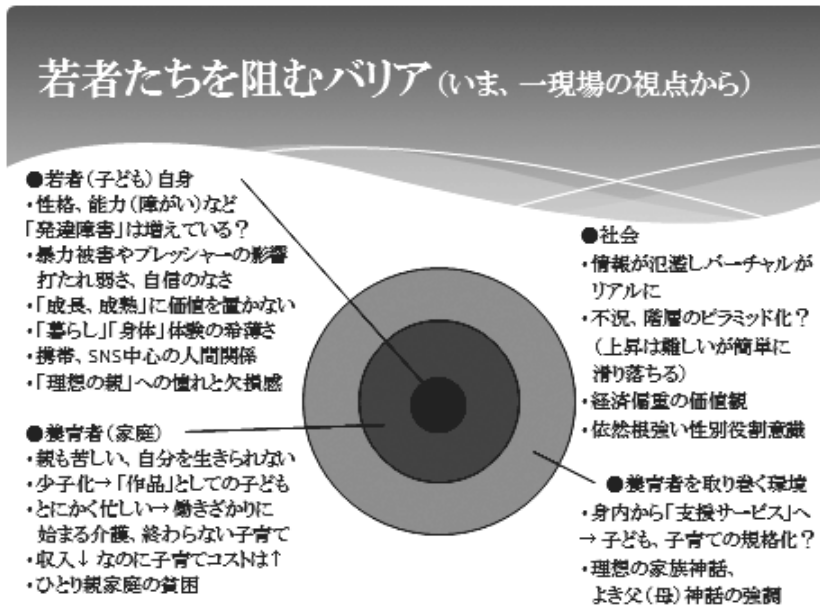 若者たちを阻むバリア(いま、一現場の視点から)
●若者(子ども)自身
・性格、能力(障がい)など
「発達障害」は増えている?
・暴力被害やプレッシャーの影響
打たれ弱さ、自信のなさ
・「成長、成熟」に価値を置かない
・「暮らし」「身体」体験の希薄さ
・携帯、SNS中心の人間関係
・「理想の親」への憧れと欠損感
●養育者(家庭)
・親も苦しい、自分を生きられない
・少子化→「作品」としての子ども
・とにかく忙しい→働きざかりに
始まる介護、終わらない子育て
・収入↓なのに子育てコストは↑
・ひとり親家庭の貧困
●社会
・情報が氾濫しバーチャルが
リアルに
・不況、階層のピラミッド化?
(上昇は難しいが簡単に
滑り落ちる)
・経済偏重の価値観
・依然根強い性別役割意識
●養育者を取り巻く環境
・身内から「支援サービス」へ
→子ども、子育ての規格化?
・理想の家族神話、
よき父(母)神話の強調